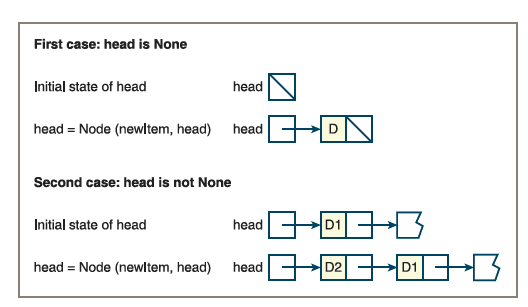 First case: head is None
Initial state of head head
head = Node (newItem, head) head D
Second case: head is not None
Initial state of head head D1
head = Node (newItem, head) head D2 D1